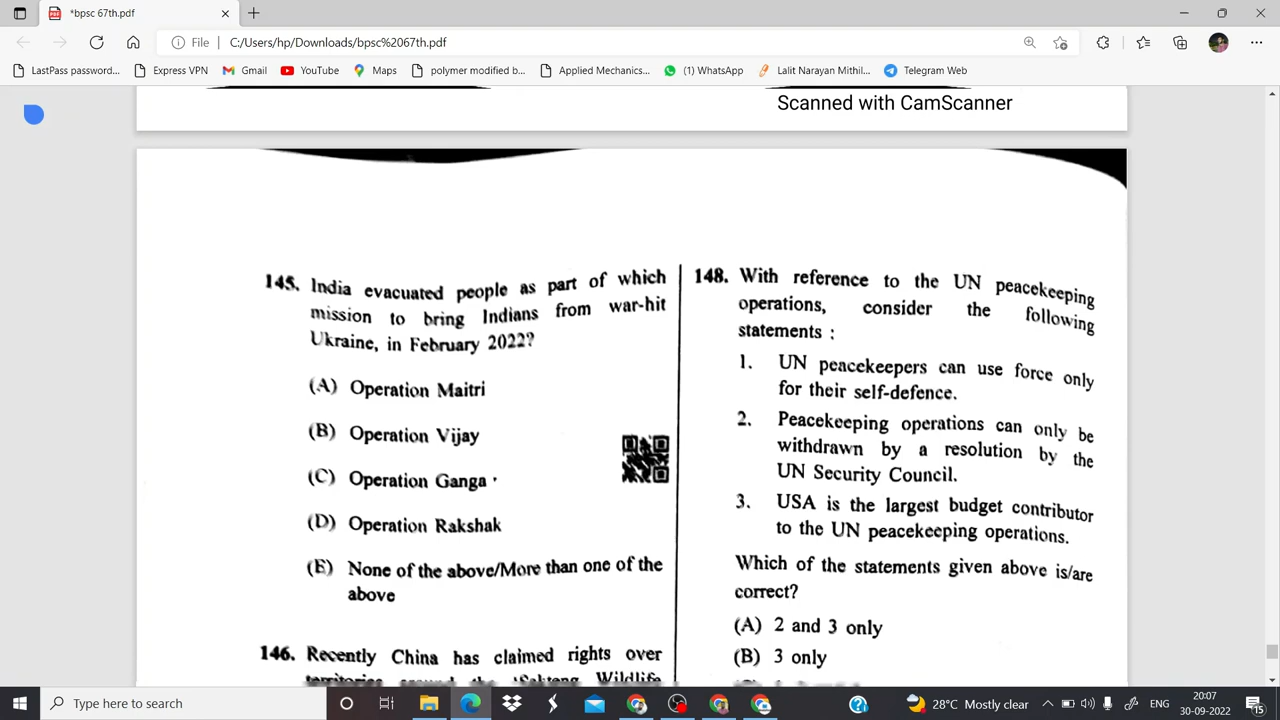 *bpsc 67th.pdf
File
C:/Users/hp/Downloads/bpsc%2067th.pdf
LastPass password...
Express VPN
Gmail
YouTube
Maps
polymer modified b...
Applied Mechanics...
(1) WhatsApp
Lalit Narayan Mithil...
Telegram Web
Scanned with CamScanner
145. India evacuated people as part of which
mission to bring Indians from war-hit
Ukraine, in February 2022?
(A) Operation Maitri
(B) Operation Vijay
(C) Operation Ganga
(D) Operation Rakshak
(E) None of the above/More than one of the
above
146. Recently China has claimed rights over
territories around the 'Sakteng Wildlife
148. With reference to the UN peacekeeping
operations, consider the following
statements :
1. UN peacekeepers can use force only
for their self-defence.
2. Peacekeeping operations can only be
withdrawn by a resolution by the
UN Security Council.
3. USA is the largest budget contributor
to the UN peacekeeping operations.
Which of the statements given above is/are
correct?
(A) 2 and 3 only
(B) 3 only
Type here to search
28°C Mostly clear
ENG
20:07
30-09-2022
15